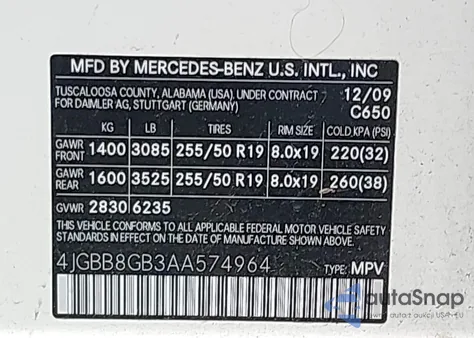 MFD BY MERCEDES-BENZ U.S. INTL., INC
TUSCALOOSA COUNTY, ALABAMA (USA). UNDER CONTRACT 12/09
FOR DAIMLER AG, STUTTGART (GERMANY) C650
KG LB TIRES RIM SIZE COLD,KPA (PSI)
GAWR FRONT 1400 3085 255/50 R19 8.0x19 220(32)
GAWR REAR 1600 3525 255/50 R19 8.0x19 260(38)
GVWR 2830 6235
THIS VEHICLE CONFORMS TO ALL APPLICABLE FEDERAL MOTOR VEHICLE SAFETY
STANDARDS IN EFFECT ON THE DATE OF MANUFACTURE SHOWN ABOVE.
4JGBB8GB3AA574964 TYPE: MPV
autoSnap